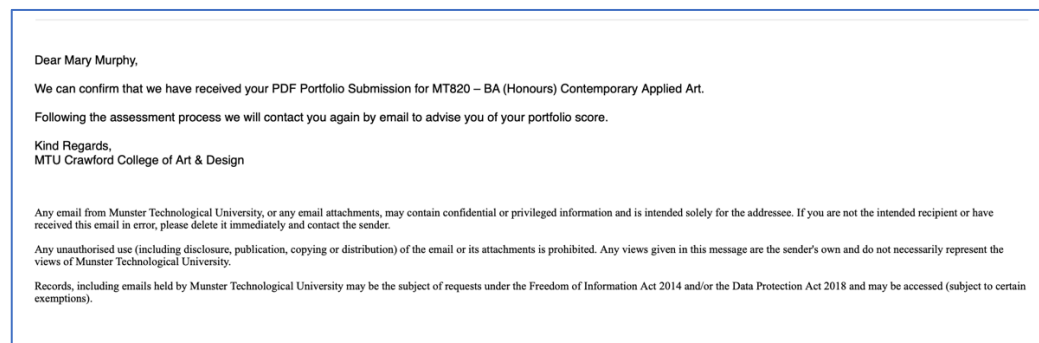 Dear Mary Murphy,
We can confirm that we have received your PDF Portfolio Submission for MT820 – BA (Honours) Contemporary Applied Art.
Following the assessment process we will contact you again by email to advise you of your portfolio score.
Kind Regards,
MTU Crawford College of Art & Design
Any email from Munster Technological University, or any email attachments, may contain confidential or privileged information and is intended solely for the addressee. If you are not the intended recipient or have
received this email in error, please delete it immediately and contact the sender.
Any unauthorised use (including disclosure, publication, copying or distribution) of the email or its attachments is prohibited. Any views given in this message are the sender's own and do not necessarily represent the
views of Munster Technological University.
Records, including emails held by Munster Technological University may be the subject of requests under the Freedom of Information Act 2014 and/or the Data Protection Act 2018 and may be accessed (subject to certain
exemptions).